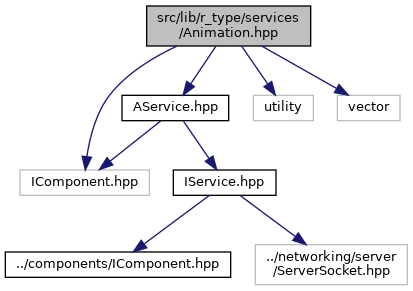 src/lib/r_type/services
/Animation.hpp
AService.hpp
utility
vector
IComponent.hpp
IService.hpp
../components/IComponent.hpp
../networking/server
/ServerSocket.hpp